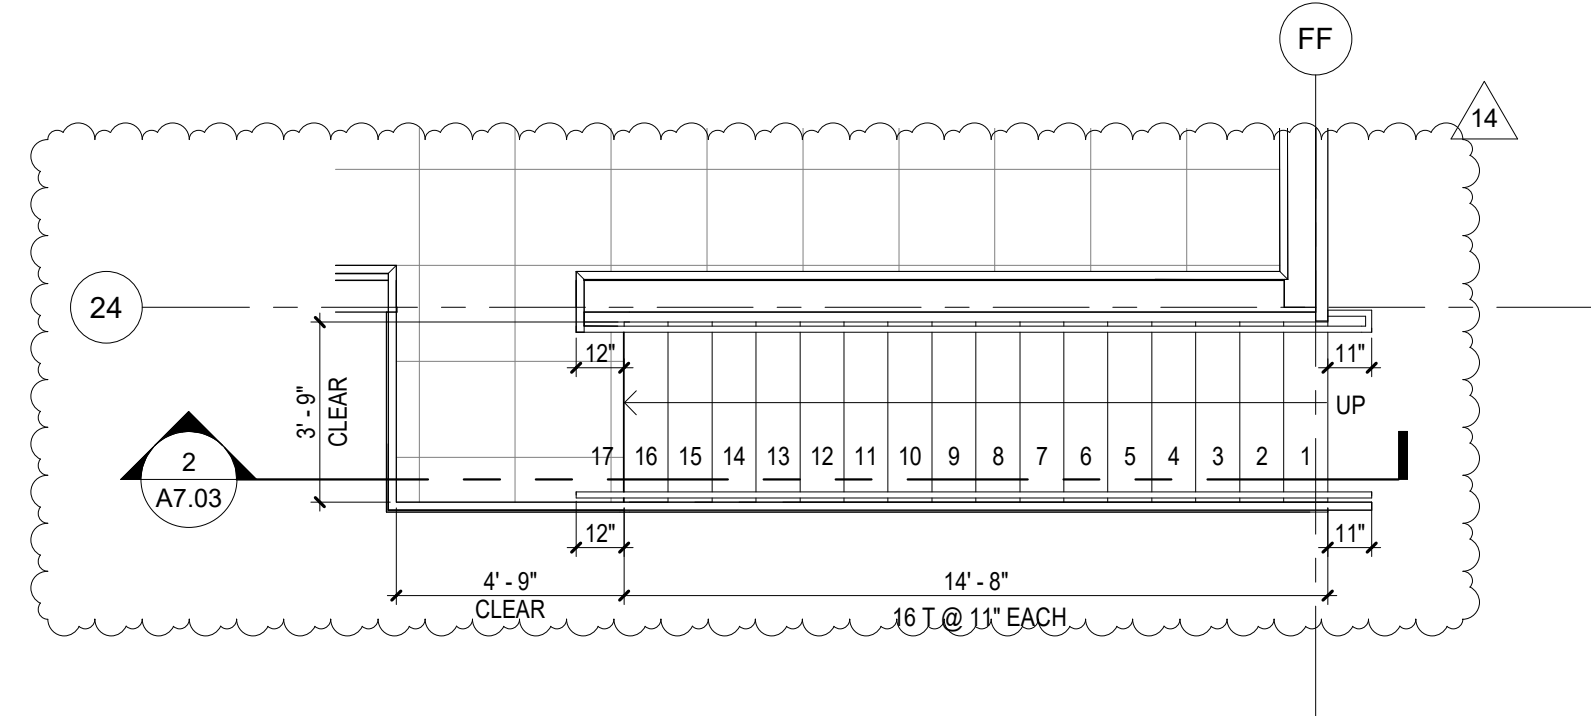 FF
14
24
12"
11"
3' - 9"
CLEAR
UP
17 16 15 14 13 12 11 10 9 8 7 6 5 4 3 2 1
2
A7.03
12"
11"
4' - 9"
CLEAR
14' - 8"
16 T @ 11" EACH